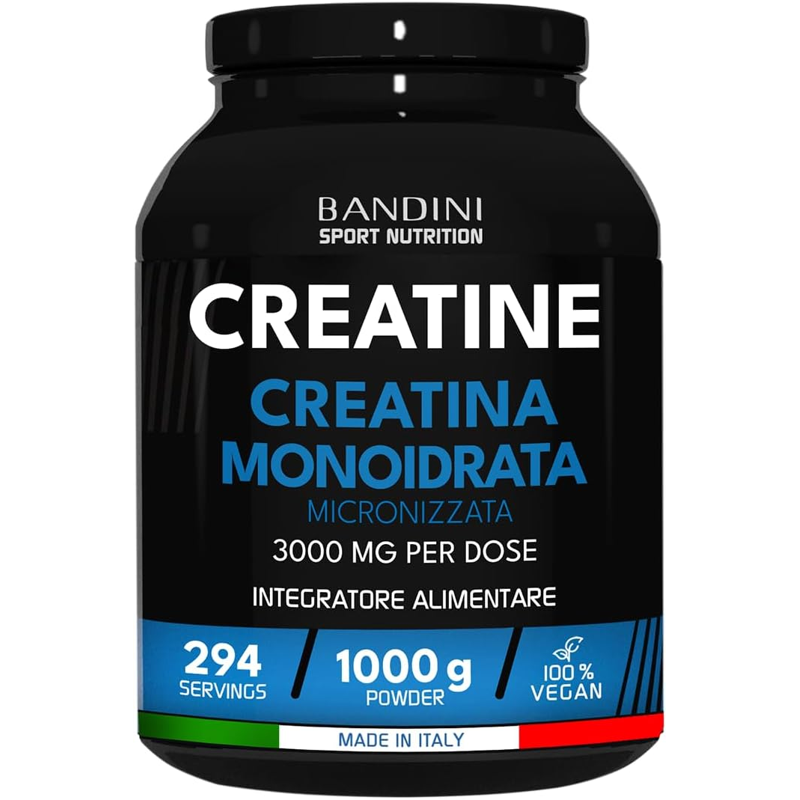 BANDINI
SPORT NUTRITION
CREATINE
CREATINA
MONOIDRATA
MICRONIZZATA
3000 MG PER DOSE
INTEGRATORE ALIMENTARE
294
SERVINGS
1000 g
POWDER
100 %
VEGAN
MADE IN ITALY